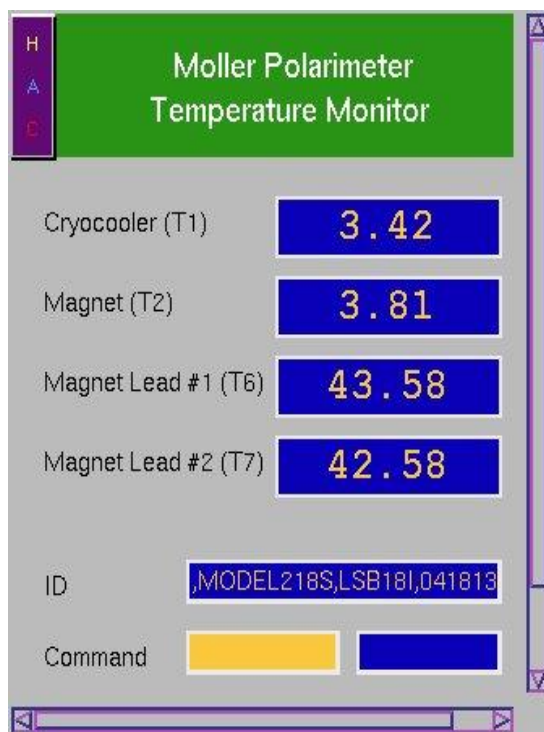 H
A
C
Moller Polarimeter
Temperature Monitor
Cryocooler (T1) 3.42
Magnet (T2) 3.81
Magnet Lead #1 (T6) 43.58
Magnet Lead #2 (T7) 42.58
ID ,MODEL218S,LSB18I,041813
Command